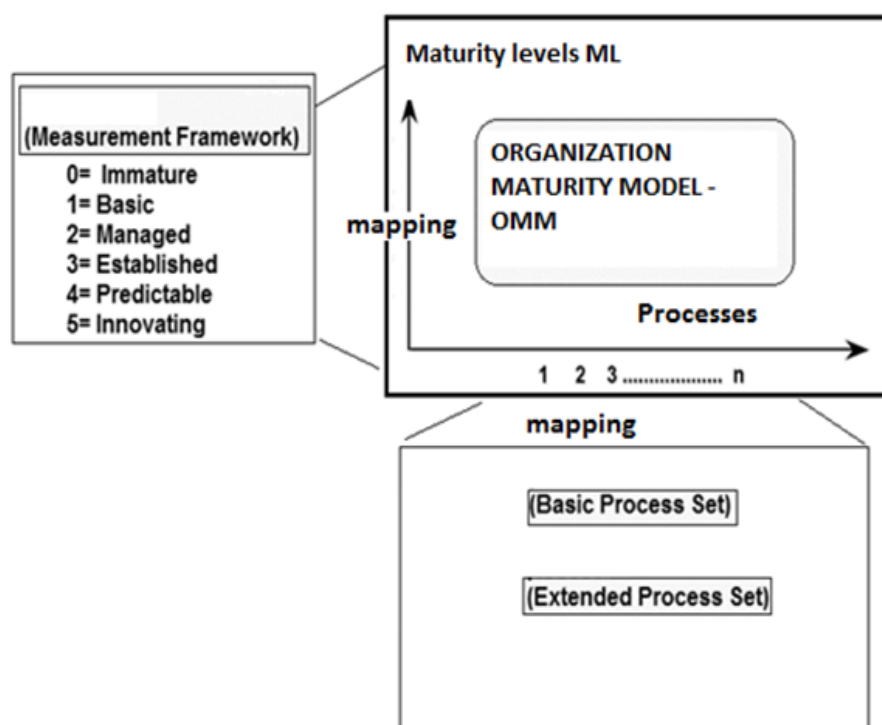 Maturity levels ML
(Measurement Framework)
0= Immature
1= Basic
2= Managed
3= Established
4= Predictable
5= Innovating
ORGANIZATION
MATURITY MODEL -
OMM
mapping
Processes
1 2 3 ................... n
mapping
(Basic Process Set)
(Extended Process Set)